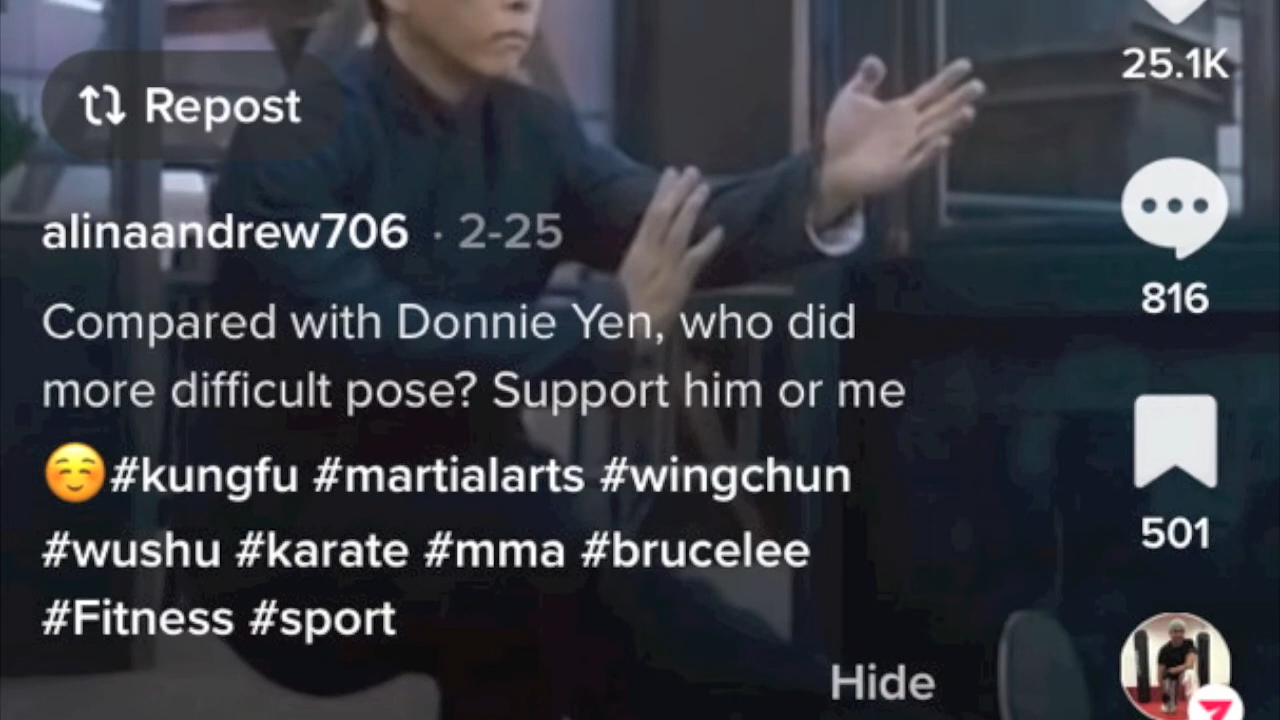 25.1K
Repost
alinaandrew706 · 2-25
Compared with Donnie Yen, who did
more difficult pose? Support him or me
☺️#kungfu #martialarts #wingchun
#wushu #karate #mma #brucelee
#Fitness #sport
816
501
Hide